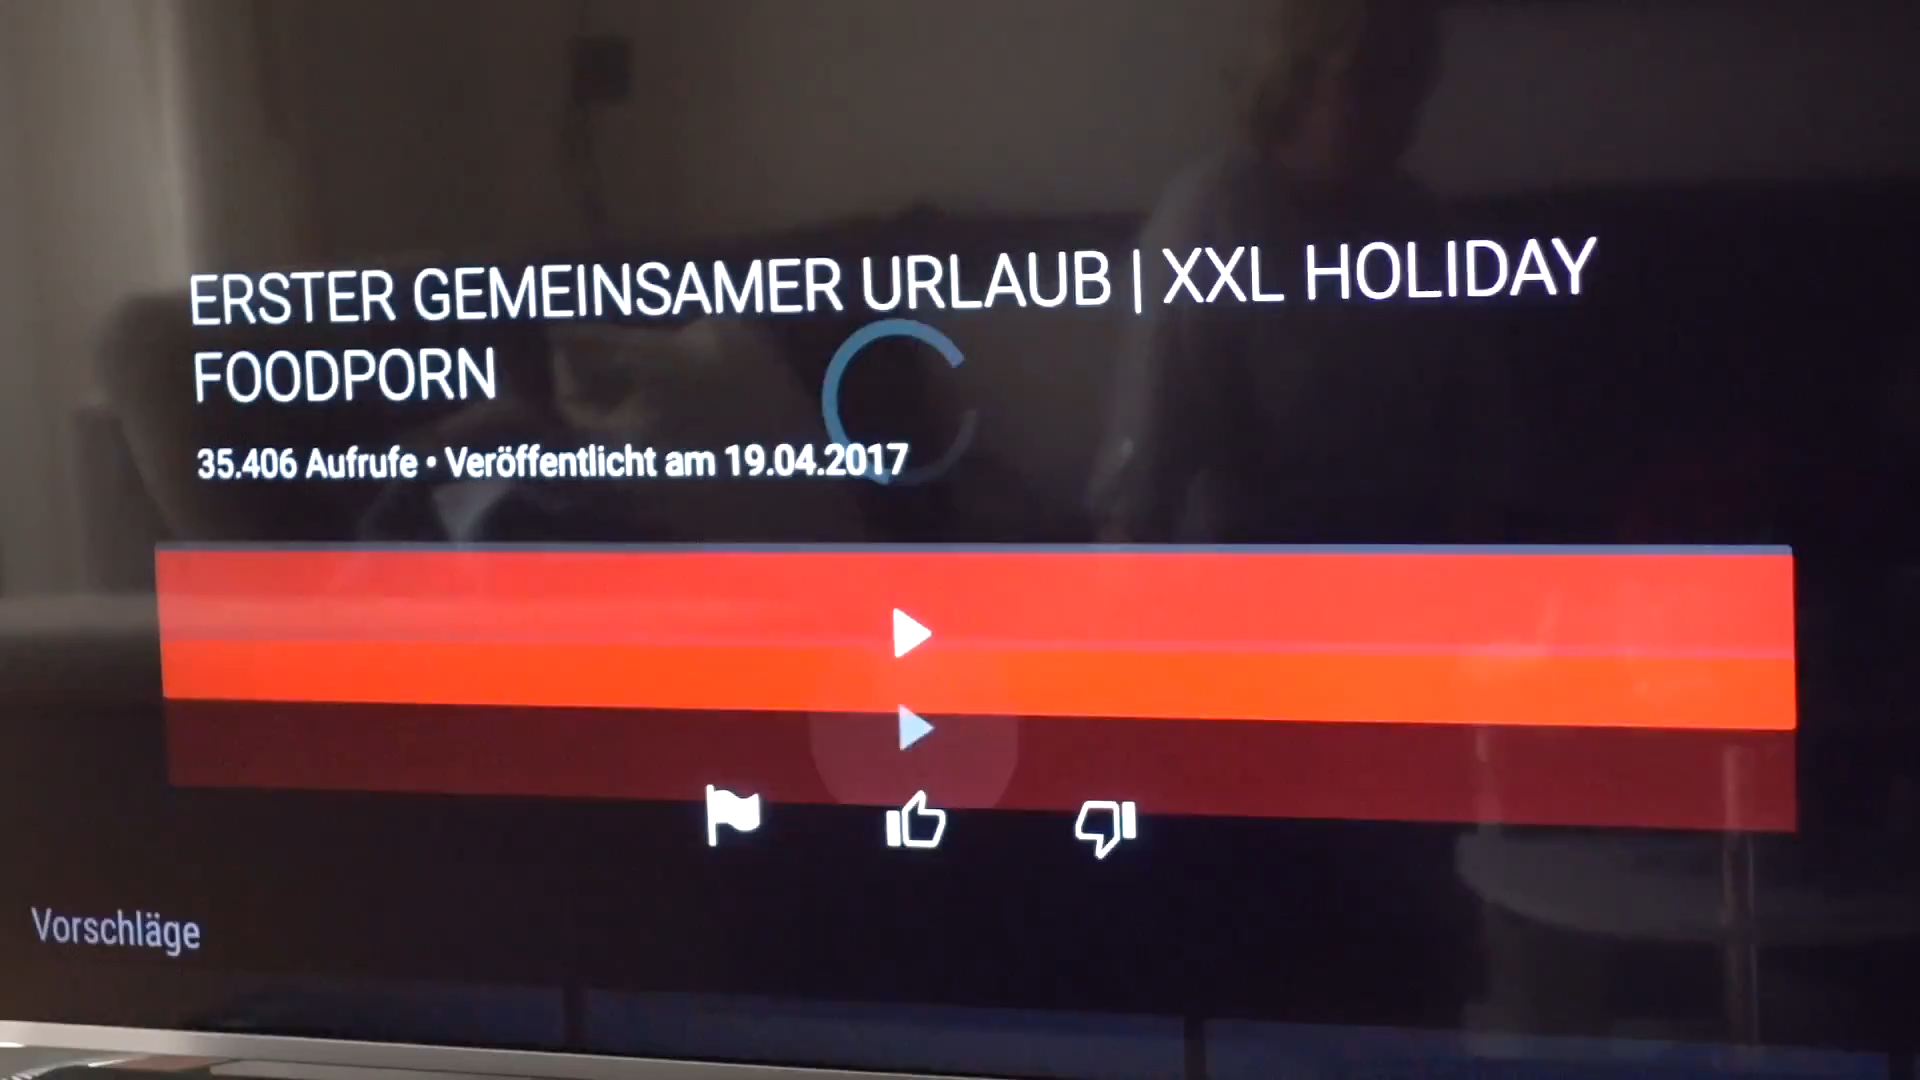 ERSTER GEMEINSAMER URLAUB | XXL HOLIDAY
FOODPORN
35.406 Aufrufe • Veröffentlicht am 19.04.2017
Vorschläge